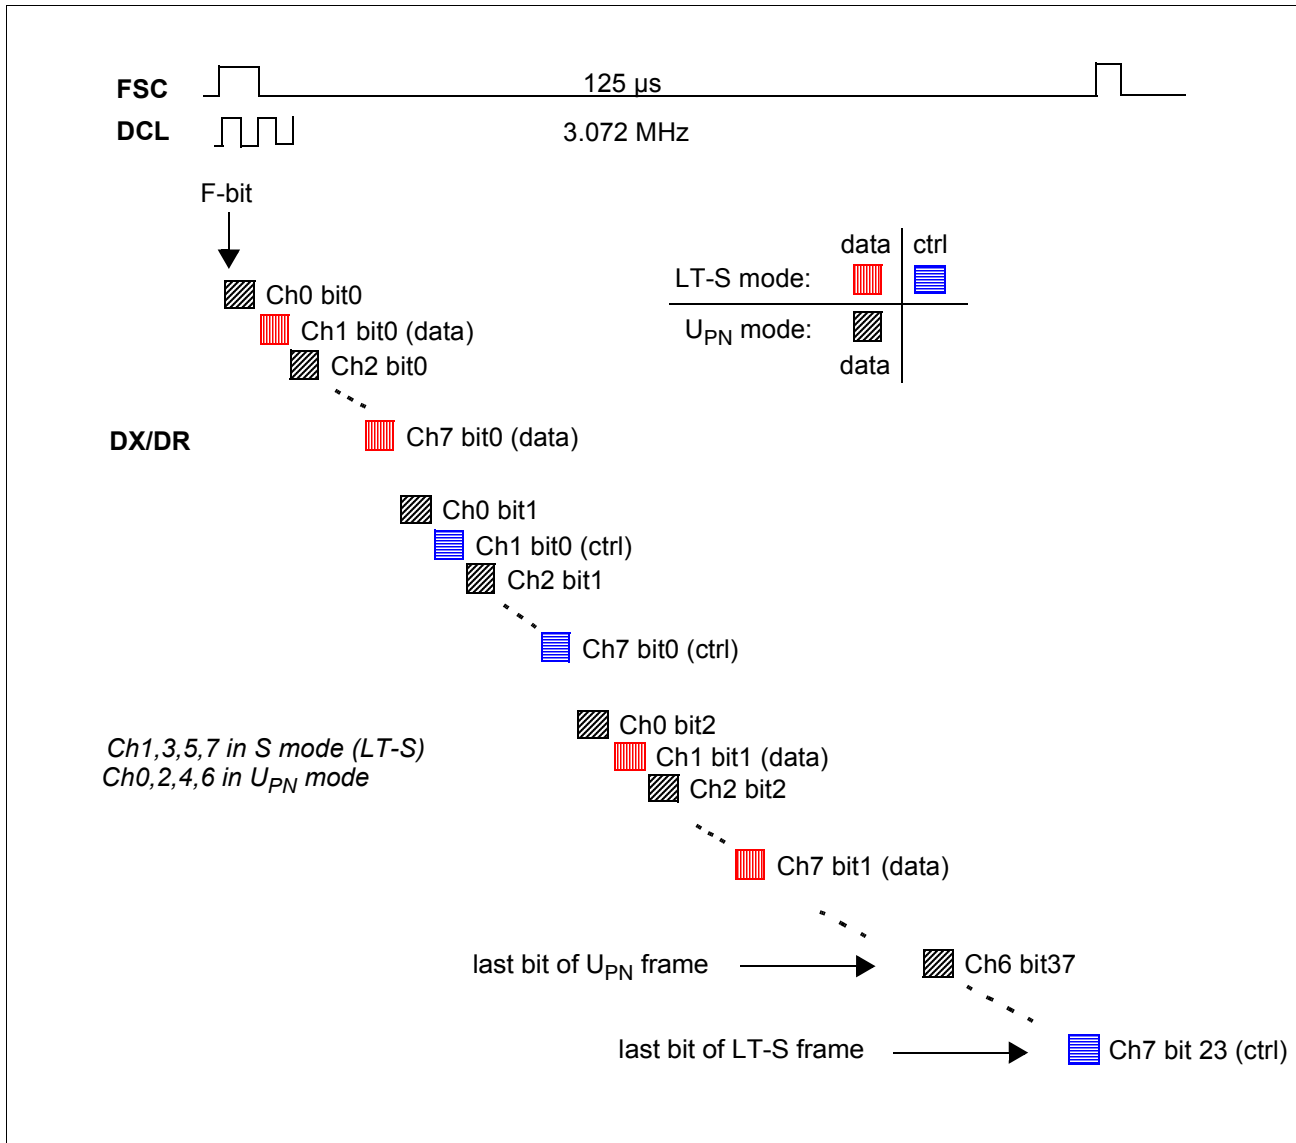 FSC
125 µs
DCL
3.072 MHz
F-bit
data ctrl
LT-S mode:
Ch0 bit0
Ch1 bit0 (data)
UPN mode:
Ch2 bit0
data
DX/DR
Ch7 bit0 (data)
Ch0 bit1
Ch1 bit0 (ctrl)
Ch2 bit1
Ch7 bit0 (ctrl)
Ch0 bit2
Ch1,3,5,7 in S mode (LT-S)
Ch1 bit1 (data)
Ch0,2,4,6 in UPN mode
Ch2 bit2
Ch7 bit1 (data)
last bit of UPN frame
Ch6 bit37
last bit of LT-S frame
Ch7 bit 23 (ctrl)